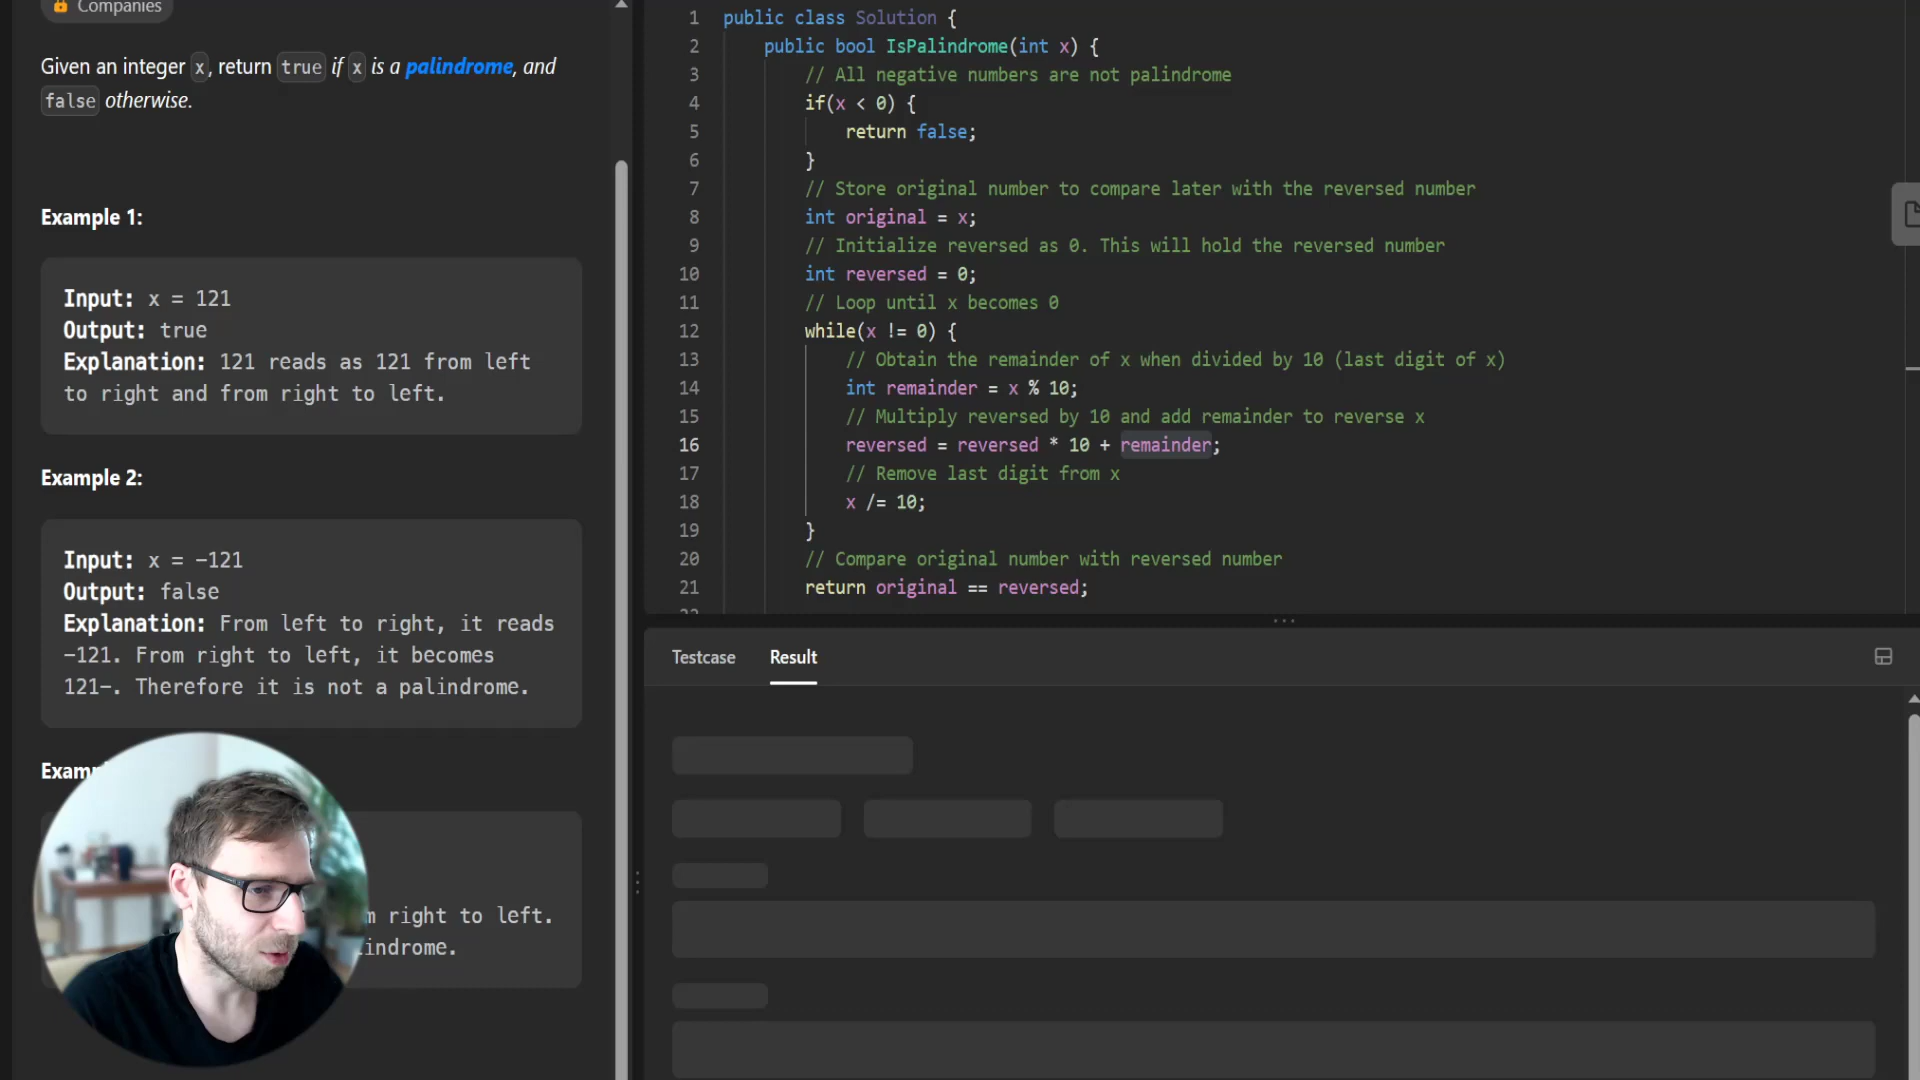 Companies
Given an integer x, return true if x is a palindrome, and
false otherwise.
Example 1:
Input: x = 121
Output: true
Explanation: 121 reads as 121 from left
to right and from right to left.
Example 2:
Input: x = -121
Output: false
Explanation: From left to right, it reads
-121. From right to left, it becomes
121-. Therefore it is not a palindrome.
right to left.
1 public class Solution {
2 public bool IsPalindrome(int x) {
3 // All negative numbers are not palindrome
4 if(x < 0) {
5 return false;
6 }
7 // Store original number to compare later with the reversed number
8 int original = x;
9 // Initialize reversed as 0. This will hold the reversed number
10 int reversed = 0;
11 // Loop until x becomes 0
12 while(x != 0) {
13 // Obtain the remainder of x when divided by 10 (last digit of x)
14 int remainder = x % 10;
15 // Multiply reversed by 10 and add remainder to reverse x
16 reversed = reversed * 10 + remainder;
17 // Remove last digit from x
18 x /= 10;
19 }
20 // Compare original number with reversed number
21 return original == reversed;
Testcase Result